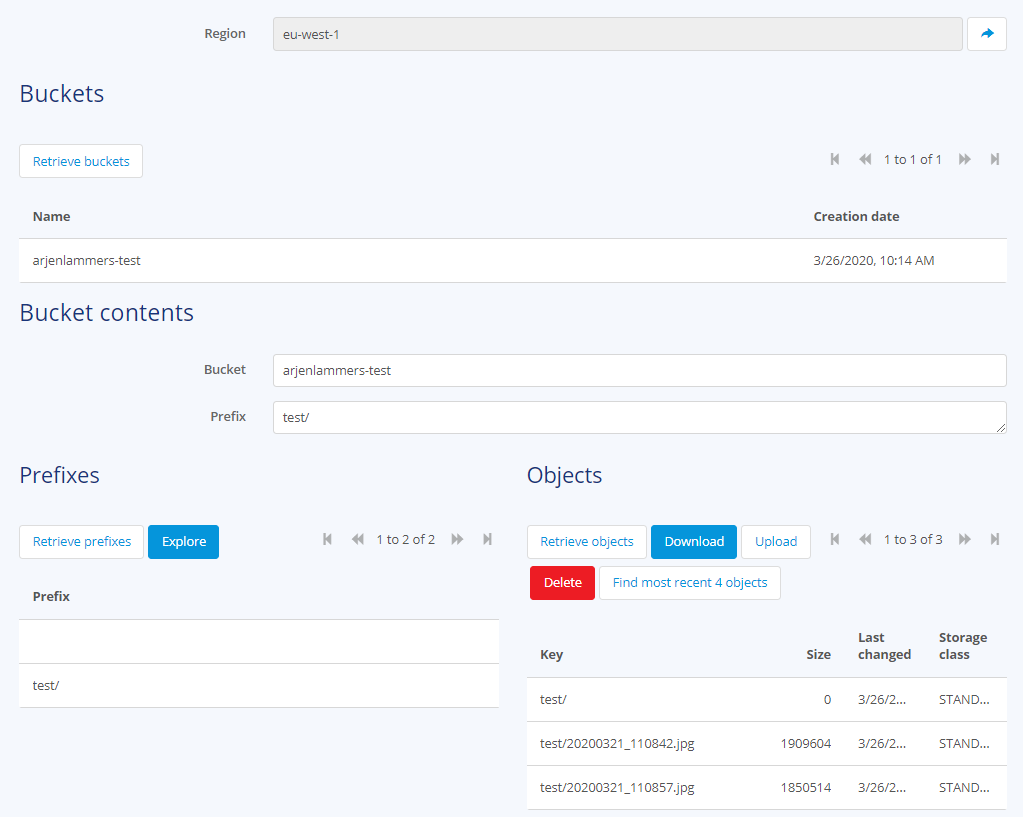 Region eu-west-1
Buckets
Retrieve buckets 1 to 1 of 1
Name Creation date
arjenlammers-test 3/26/2020, 10:14 AM
Bucket contents
Bucket arjenlammers-test
Prefix test/
Prefixes
Retrieve prefixes Explore 1 to 2 of 2
Prefix
test/
Objects
Retrieve objects Download Upload 1 to 3 of 3
Delete Find most recent 4 objects
Key Size Last changed Storage class
test/ 0 3/26/2... STAND...
test/20200321_110842.jpg 1909604 3/26/2... STAND...
test/20200321_110857.jpg 1850514 3/26/2... STAND...